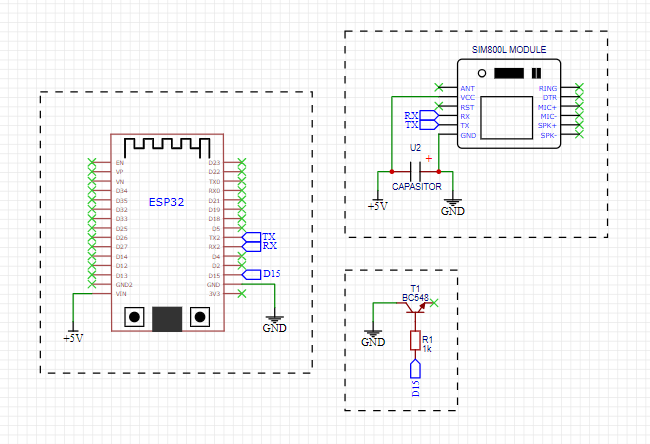 SIM800L MODULE
ANT
VCC
RST
RX
TX
GND
RING
DTR
MIC+
MIC-
SPK+
SPK-
RX
TX
U2
+
CAPASITOR
+5V
GND
ESP32
EN
VP
VN
D34
D35
D32
D33
D25
D26
D27
D14
D12
D13
GND2
VIN
D23
D22
TX0
RX0
D21
D19
D18
D5
TX2
RX2
D4
D2
D15
GND
3V3
TX
RX
D15
+5V
GND
T1
BC548
GND
R1
1k
D15